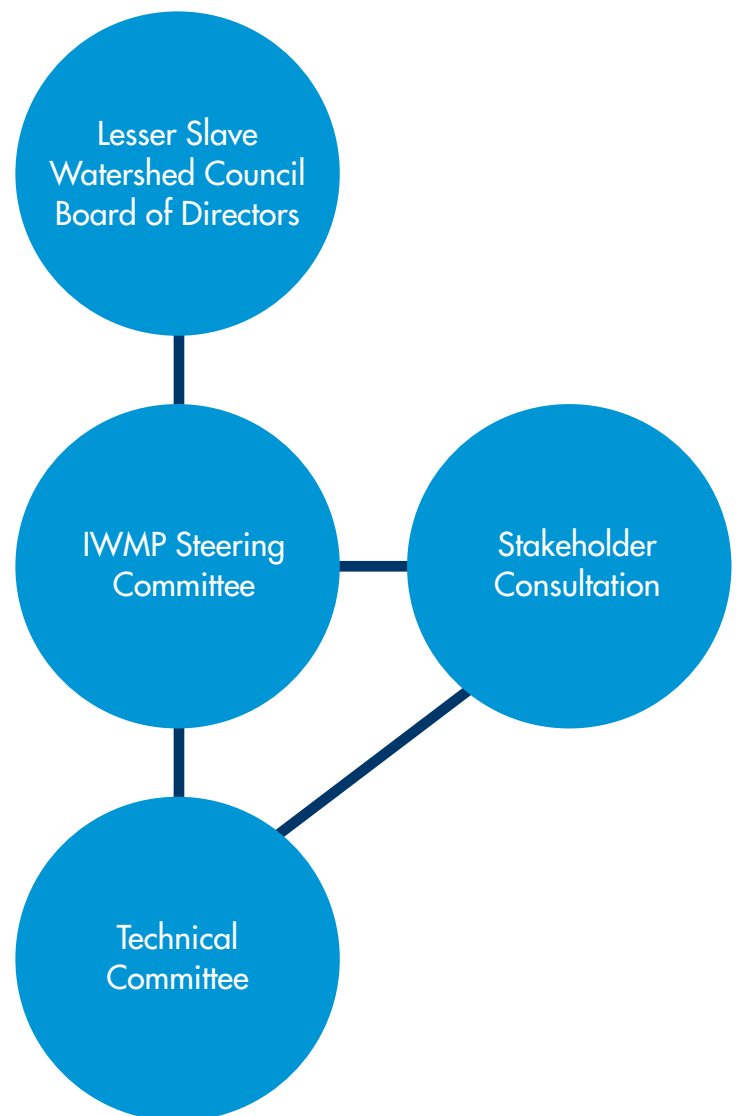 Lesser Slave
Watershed Council
Board of Directors
IWMP Steering
Committee
Stakeholder
Consultation
Technical
Committee